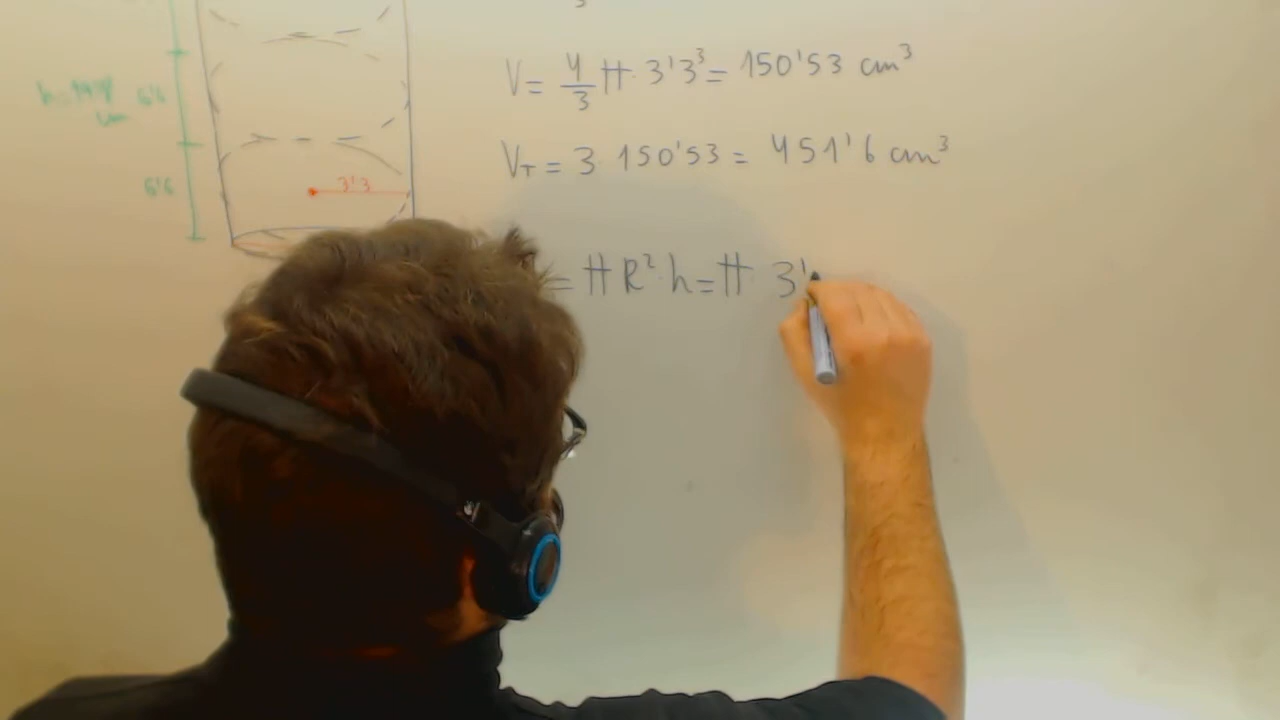 V = 4/3 π · 3'3³ = 150'53 cm³
6'6
V_T = 3 150'53 = 451'6 cm³
6'6
3'3
= π R² · h = π · 3'